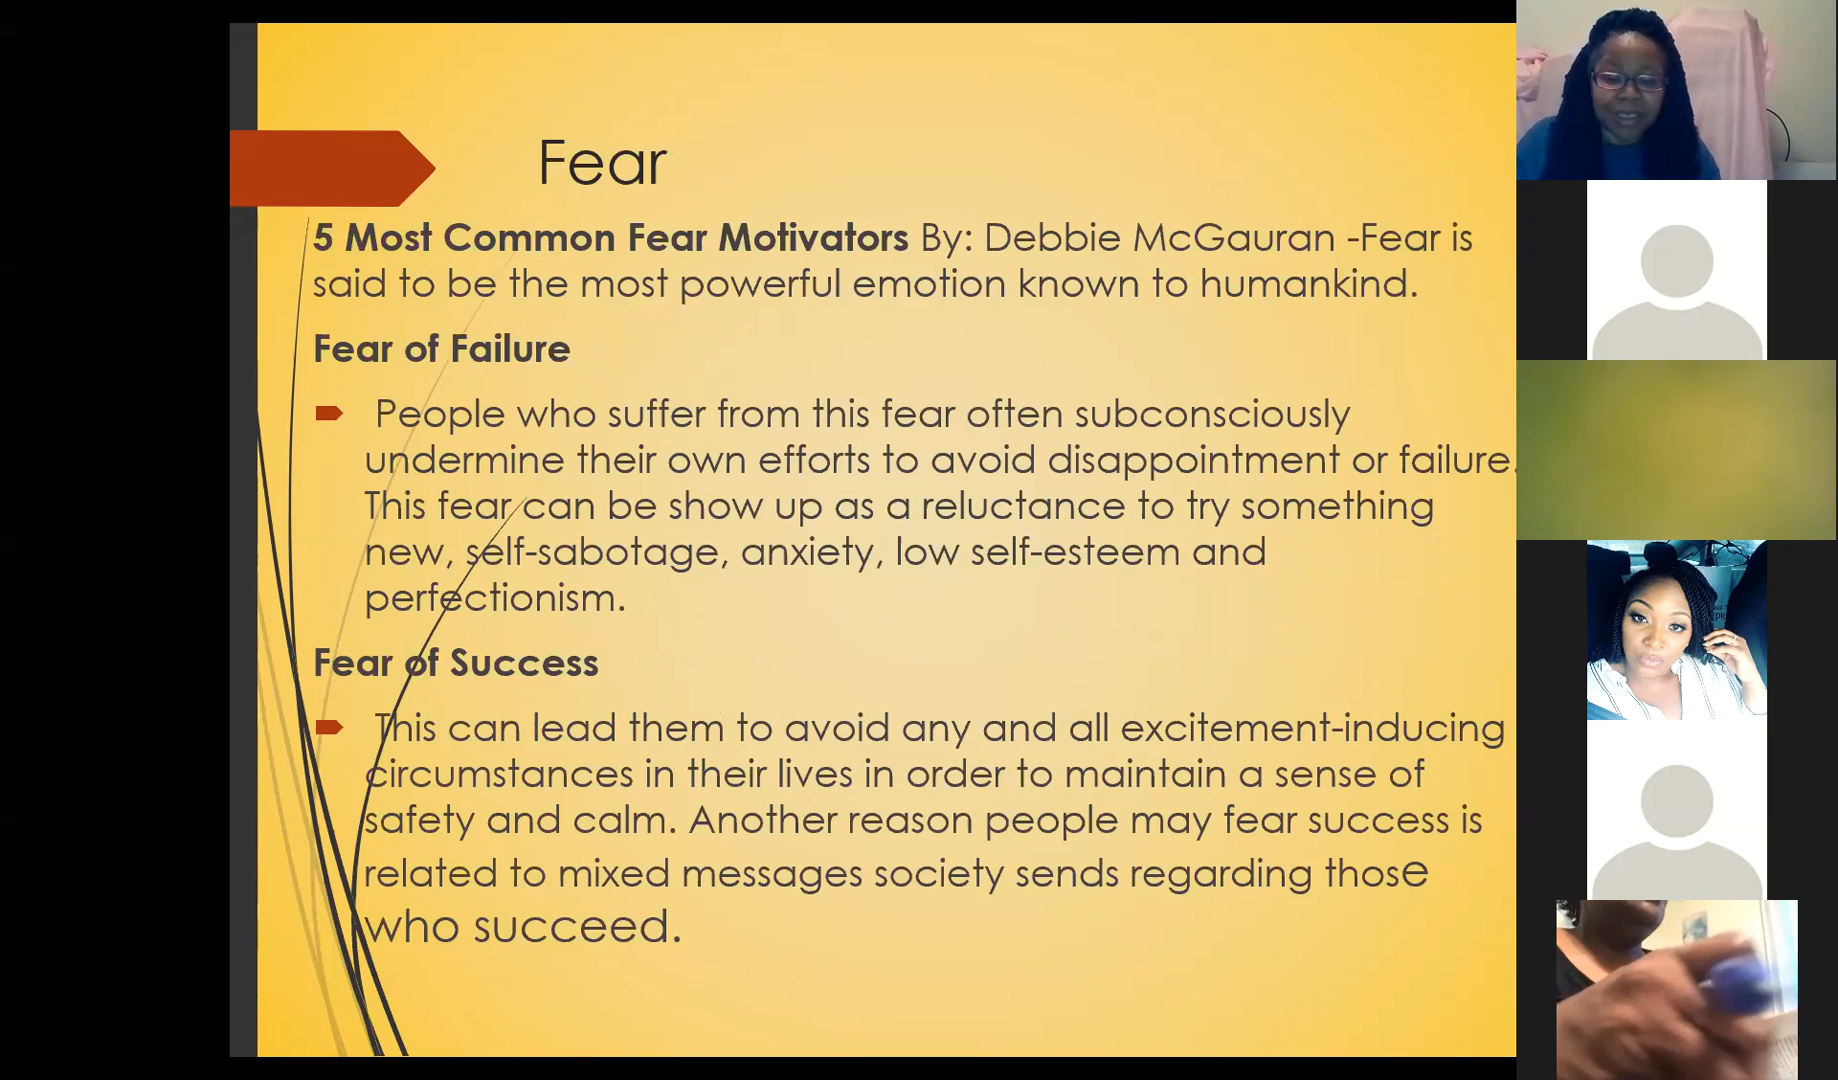 Fear
5 Most Common Fear Motivators By: Debbie McGauran -Fear is
said to be the most powerful emotion known to humankind.
Fear of Failure
People who suffer from this fear often subconsciously
undermine their own efforts to avoid disappointment or failure.
This fear can be show up as a reluctance to try something
new, self-sabotage, anxiety, low self-esteem and
perfectionism.
Fear of Success
This can lead them to avoid any and all excitement-inducing
circumstances in their lives in order to maintain a sense of
safety and calm. Another reason people may fear success is
related to mixed messages society sends regarding those
who succeed.